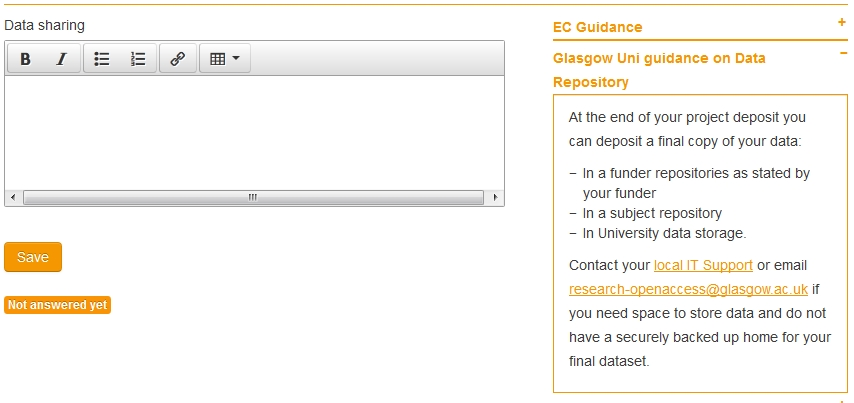 Data sharing
B I
Save
Not answered yet
EC Guidance +
Glasgow Uni guidance on Data −
Repository
At the end of your project deposit you
can deposit a final copy of your data:
− In a funder repositories as stated by
your funder
− In a subject repository
− In University data storage.
Contact your local IT Support or email
research-openaccess@glasgow.ac.uk if
you need space to store data and do not
have a securely backed up home for your
final dataset.